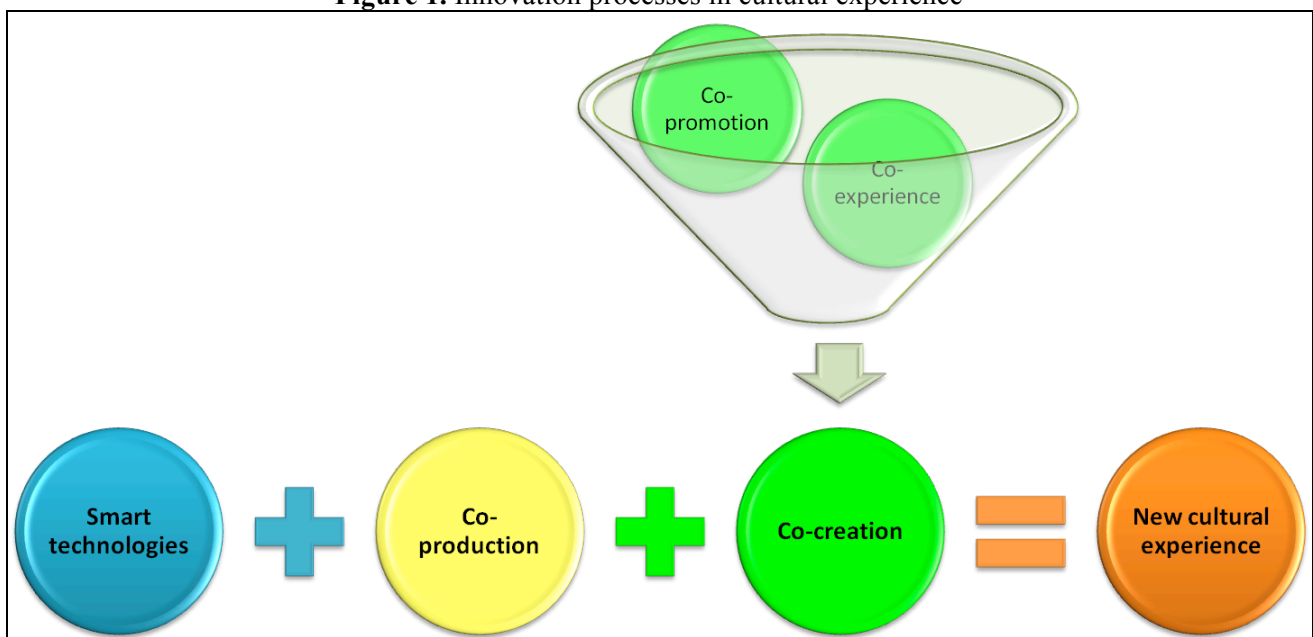 Figure 1. Innovation processes in cultural experience
Co-
promotion
Co-
experience
Smart
technologies
Co-
production
Co-creation
New cultural
experience